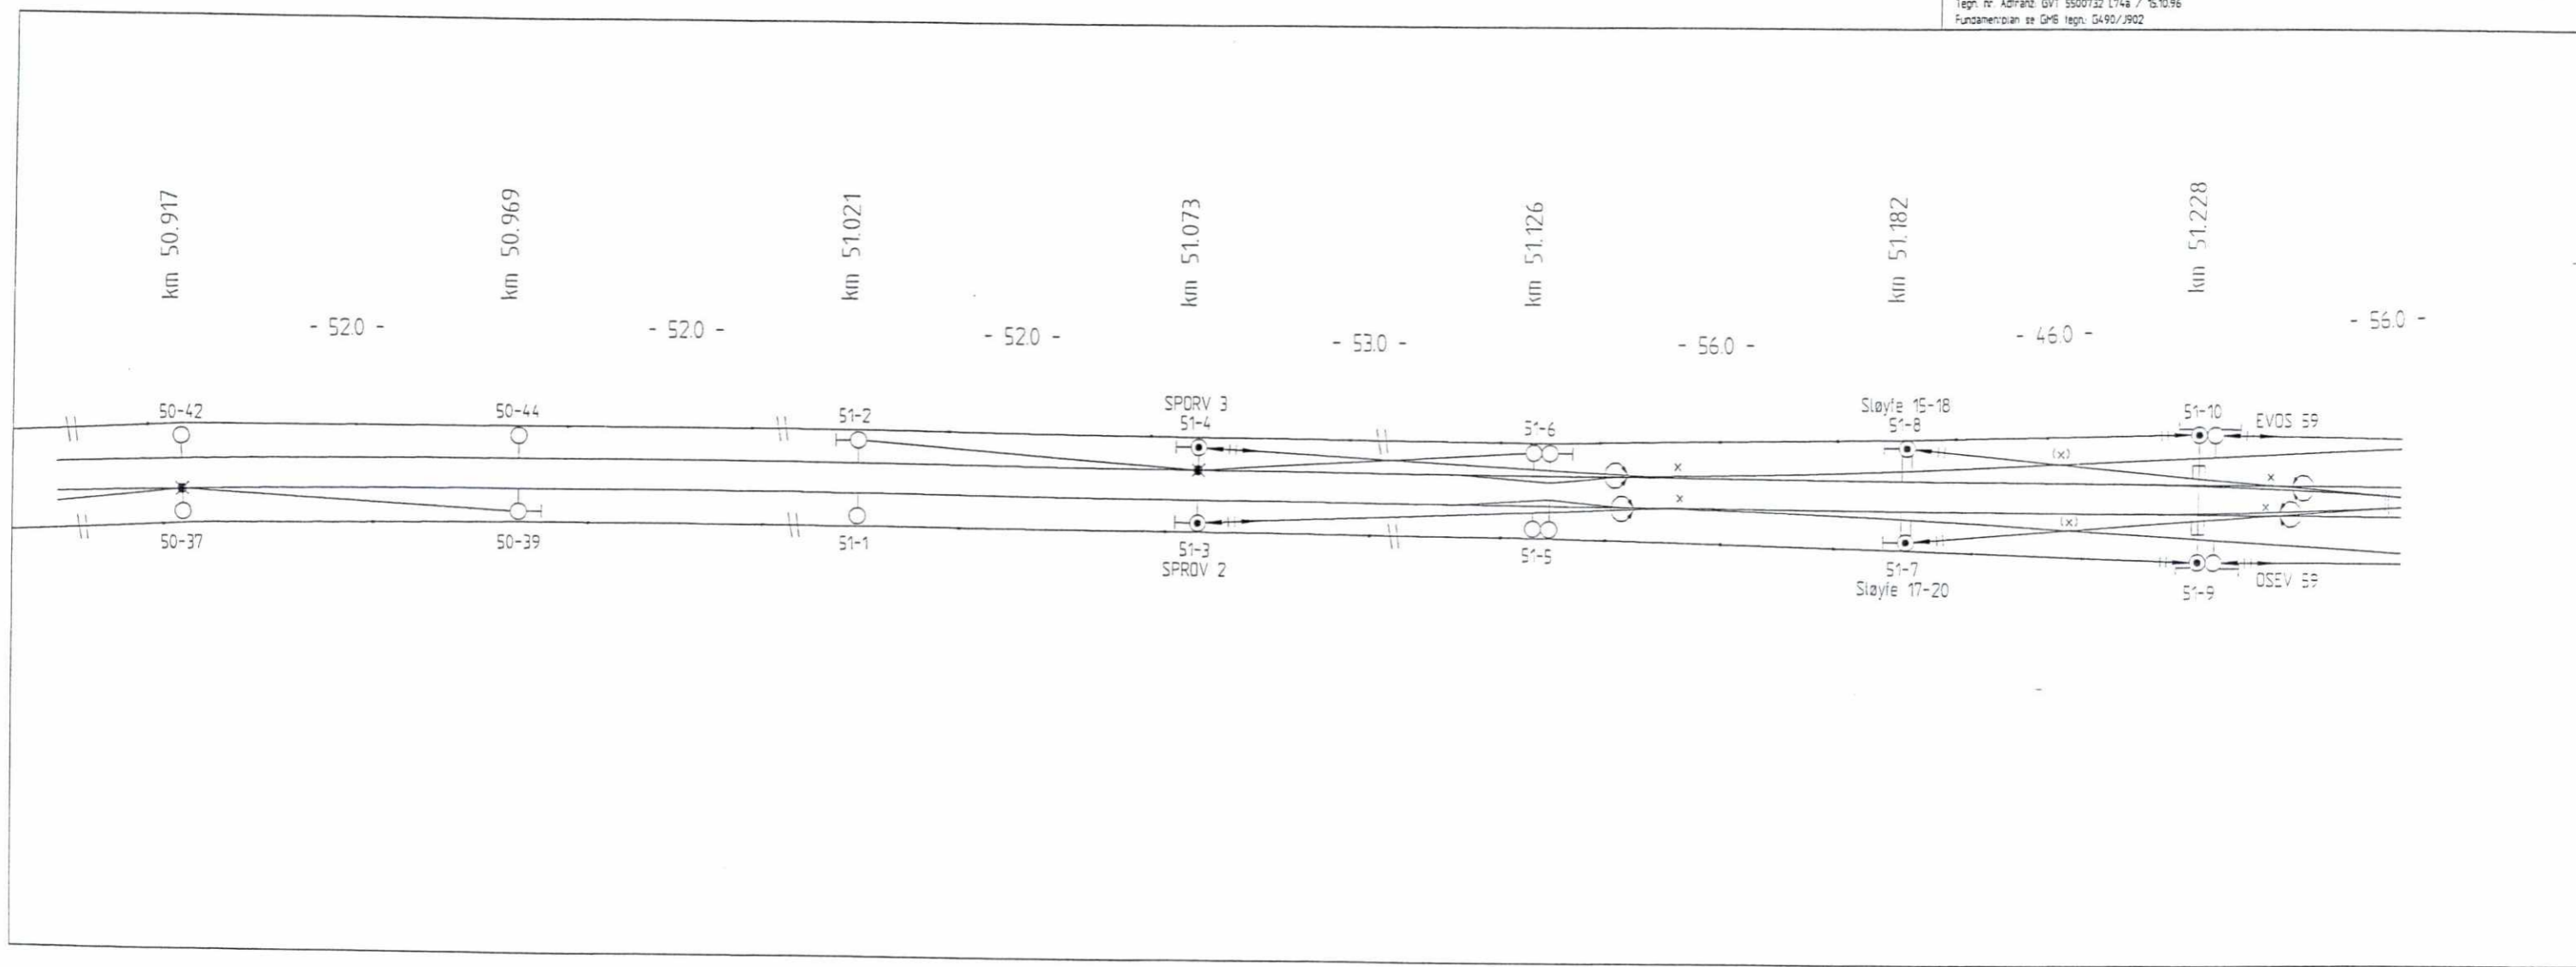 Tegn. nr. Adtranz: GVT 5500732 L74a / 15.10.96
Fundamentplan se GMB tegn.: G490/J902
km 50.917
km 50.969
km 51.021
km 51.073
km 51.126
km 51.182
km 51.228
- 52.0 -
- 52.0 -
- 52.0 -
- 53.0 -
- 56.0 -
- 46.0 -
- 56.0 -
50-42
50-44
51-2
SPORV 3
51-4
51-6
Sløyfe 15-18
51-8
51-10
EVOS 59
x
(x)
x
x
(x)
x
50-37
50-39
51-1
51-3
SPROV 2
51-5
51-7
Sløyfe 17-20
51-9
OSEV 59